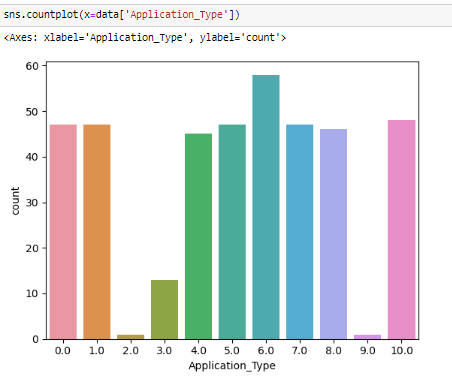 sns.countplot(x=data['Application_Type'])
<Axes: xlabel='Application_Type', ylabel='count'>
60
50
40
30
20
10
0
count
0.0 1.0 2.0 3.0 4.0 5.0 6.0 7.0 8.0 9.0 10.0
Application_Type